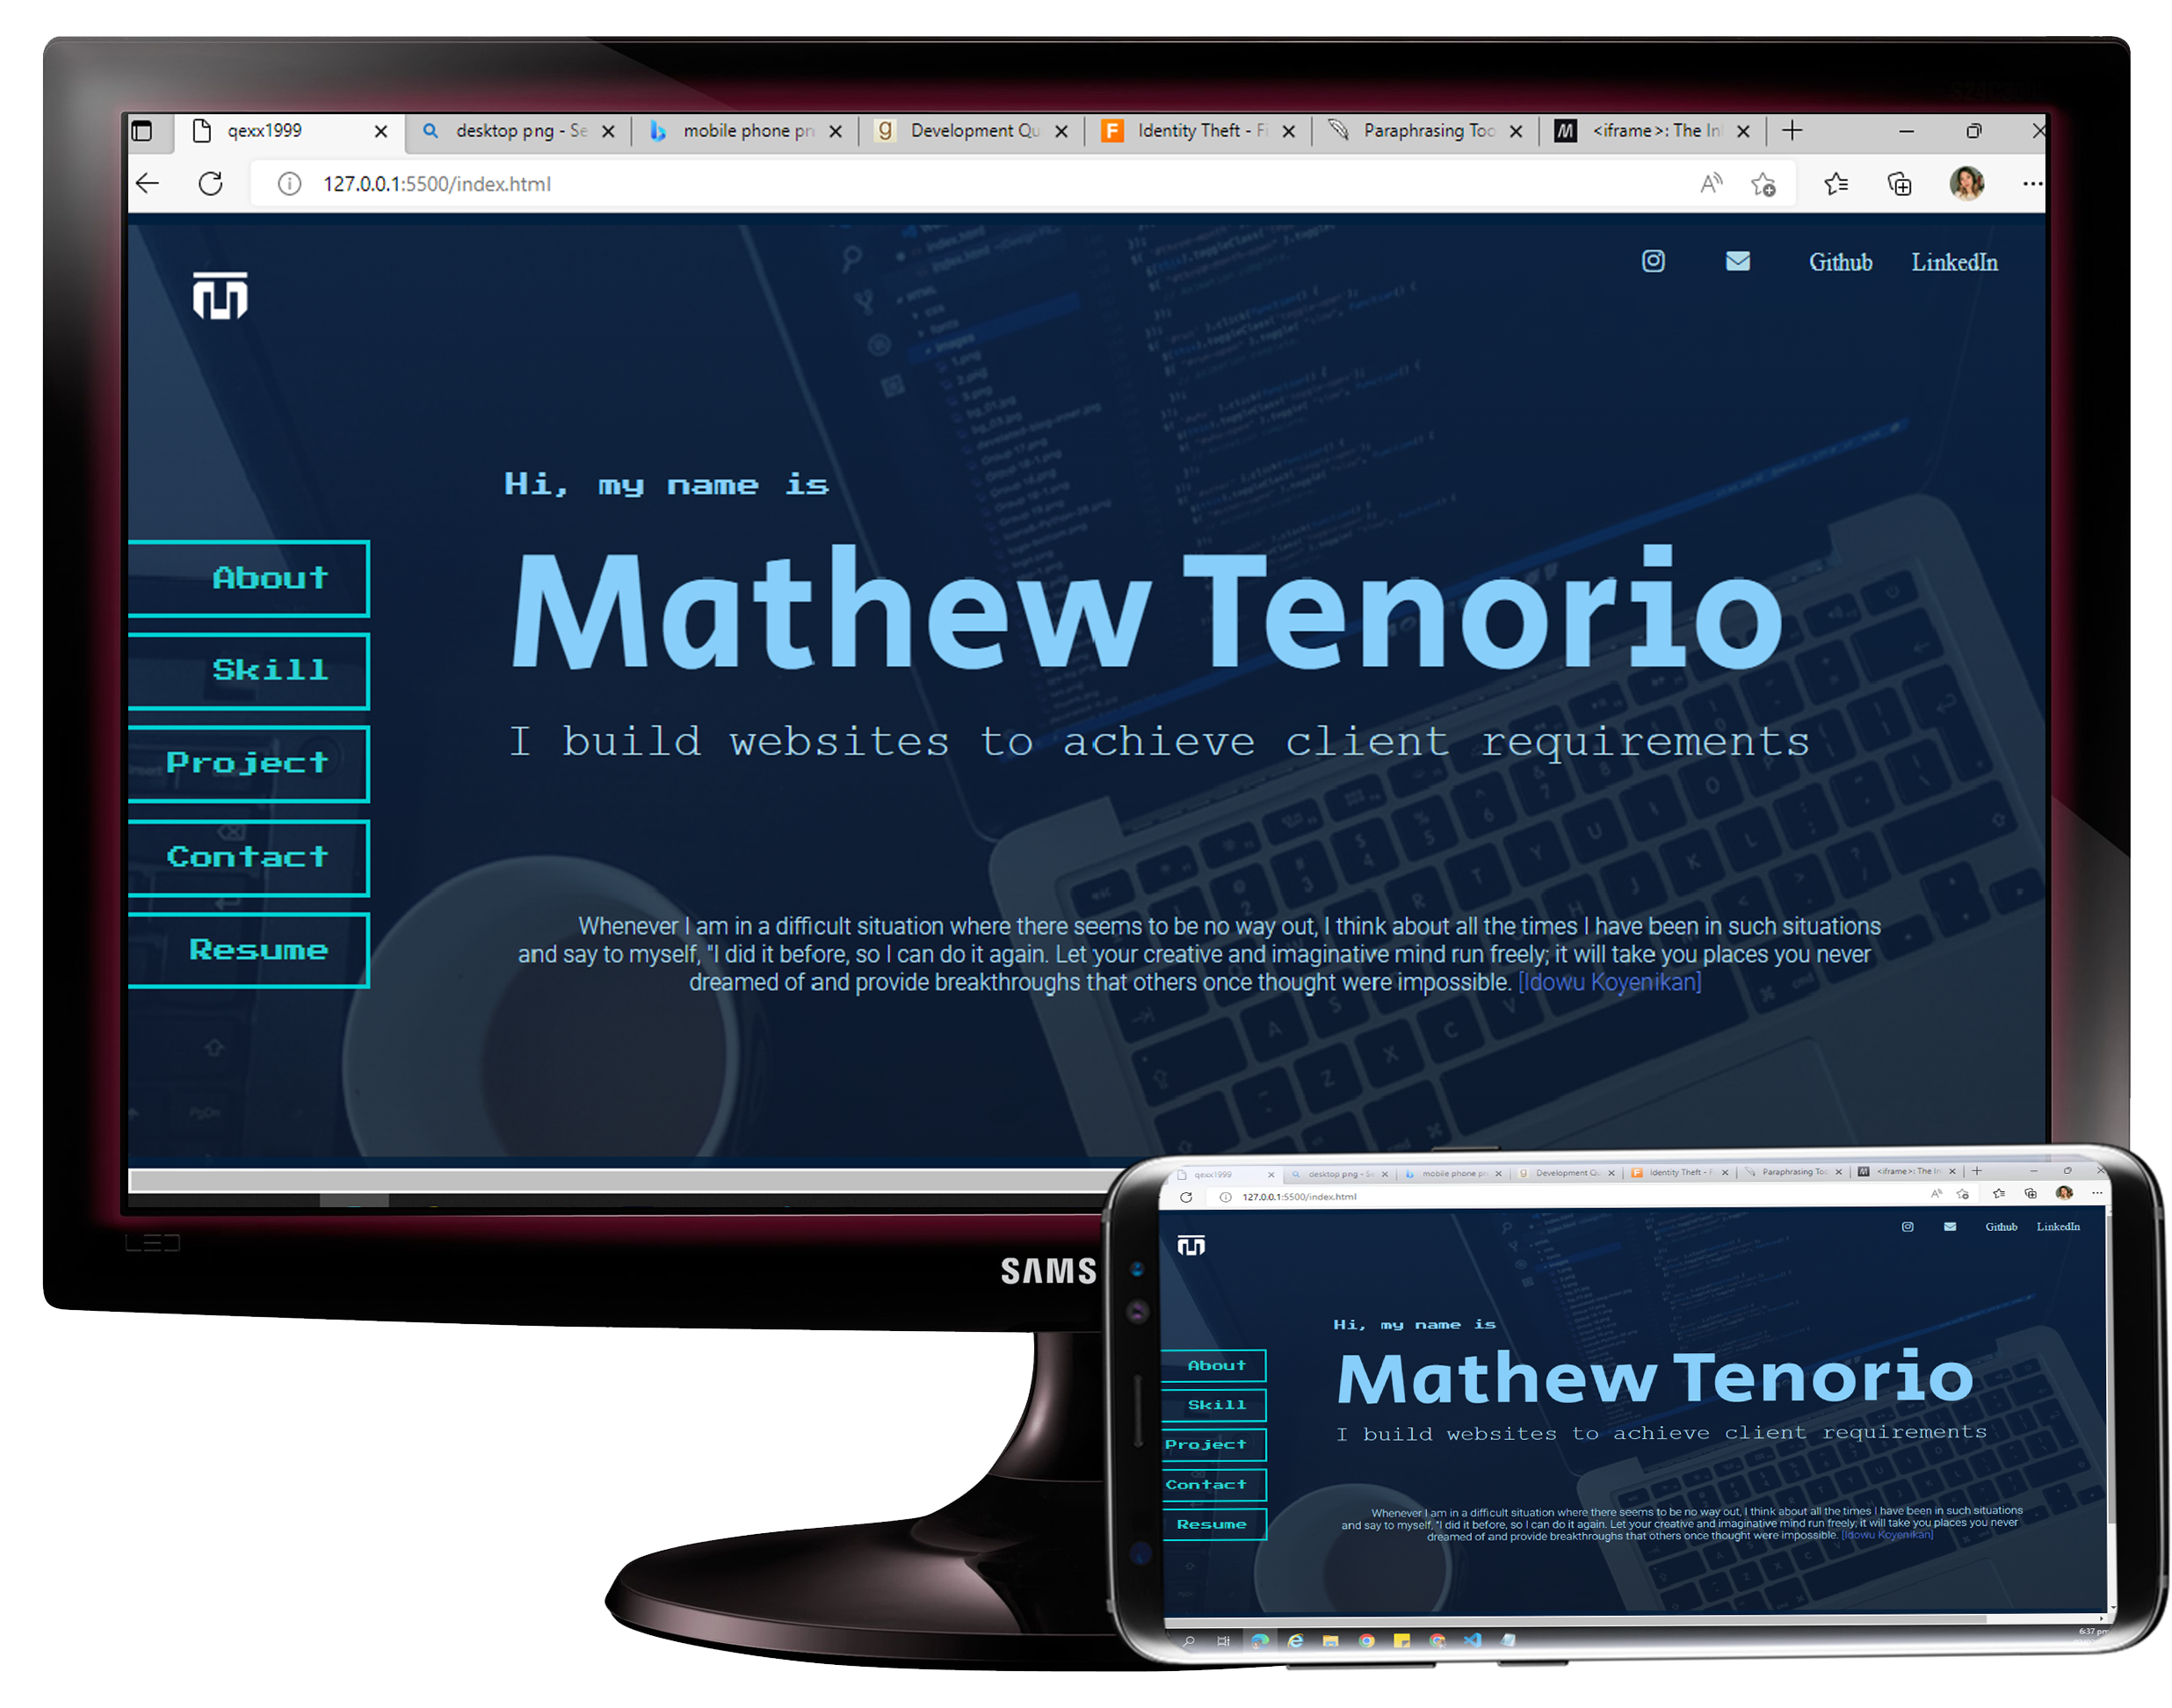 qexx1999
desktop png - Se
mobile phone pn
Development Qu
Identity Theft - Fi
Paraphrasing Too
<iframe>: The Inl
127.0.0.1:5500/index.html
Github
LinkedIn
Hi, my name is
Mathew Tenorio
I build websites to achieve client requirements
About
Skill
Project
Contact
Resume
Whenever I am in a difficult situation where there seems to be no way out, I think about all the times I have been in such situations
and say to myself, "I did it before, so I can do it again. Let your creative and imaginative mind run freely; it will take you places you never
dreamed of and provide breakthroughs that others once thought were impossible. [Idowu Koyenikan]
LED
SAMS
qexx1999
desktop png - Se
mobile phone pn
Development Qu
Identity Theft - F
Paraphrasing Too
<iframe>: The In
127.0.0.1:5500/index.html
Github
LinkedIn
Hi, my name is
Mathew Tenorio
I build websites to achieve client requirements
About
Skill
Project
Contact
Resume
Whenever I am in a difficult situation where there seems to be no way out, I think about all the times I have been in such situations
and say to myself, "I did it before, so I can do it again. Let your creative and imaginative mind run freely; it will take you places you never
dreamed of and provide breakthroughs that others once thought were impossible. [Idowu Koyenikan]
6:37 pm